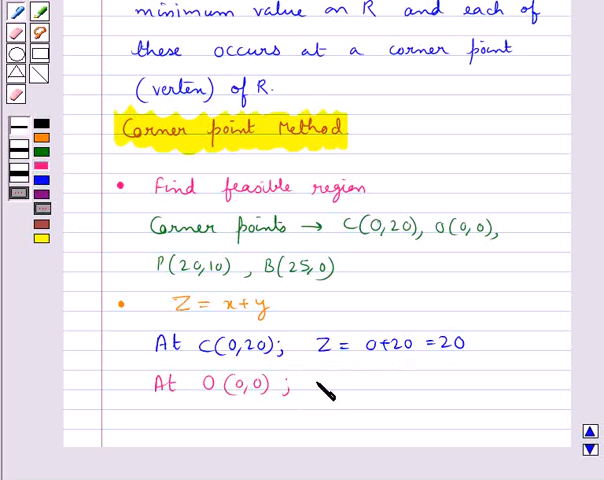 minimum value on R and each of
these occurs at a corner point
(verten) of R.
Corner point Method
• Find feasible region
Corner points → C(0,20), O(0,0),
P(20,10), B(25,0)
• Z = x+y
At C(0,20); Z = 0+20 = 20
At O(0,0);